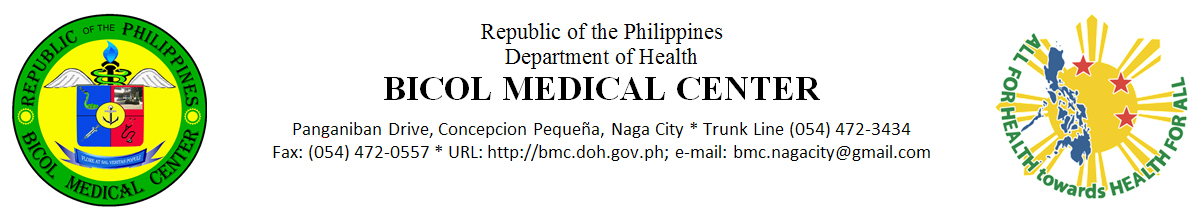 REPUBLIC OF THE PHILIPPINES
BICOL MEDICAL CENTER
Republic of the Philippines
Department of Health
BICOL MEDICAL CENTER
Panganiban Drive, Concepcion Pequeña, Naga City * Trunk Line (054) 472-3434
Fax: (054) 472-0557 * URL: http://bmc.doh.gov.ph; e-mail: bmc.nagacity@gmail.com
ALL FOR HEALTH towards HEALTH FOR ALL